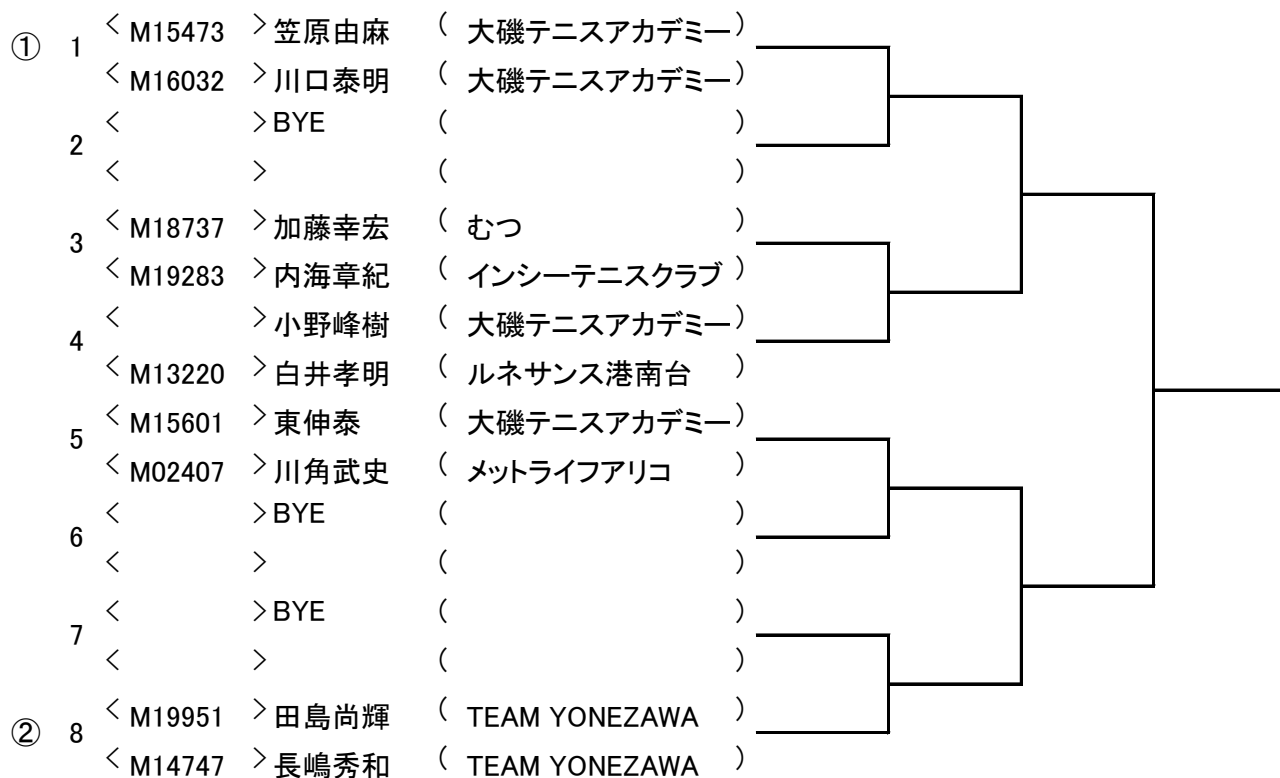 ① 1 < M15473 > 笠原由麻 ( 大磯テニスアカデミー )
< M16032 > 川口泰明 ( 大磯テニスアカデミー )
2 < > BYE ( )
< > ( )
3 < M18737 > 加藤幸宏 ( むつ )
< M19283 > 内海章紀 ( インシーテニスクラブ )
4 < > 小野峰樹 ( 大磯テニスアカデミー )
< M13220 > 白井孝明 ( ルネサンス港南台 )
5 < M15601 > 東伸泰 ( 大磯テニスアカデミー )
< M02407 > 川角武史 ( メットライフアリコ )
6 < > BYE ( )
< > ( )
7 < > BYE ( )
< > ( )
② 8 < M19951 > 田島尚輝 ( TEAM YONEZAWA )
< M14747 > 長嶋秀和 ( TEAM YONEZAWA )